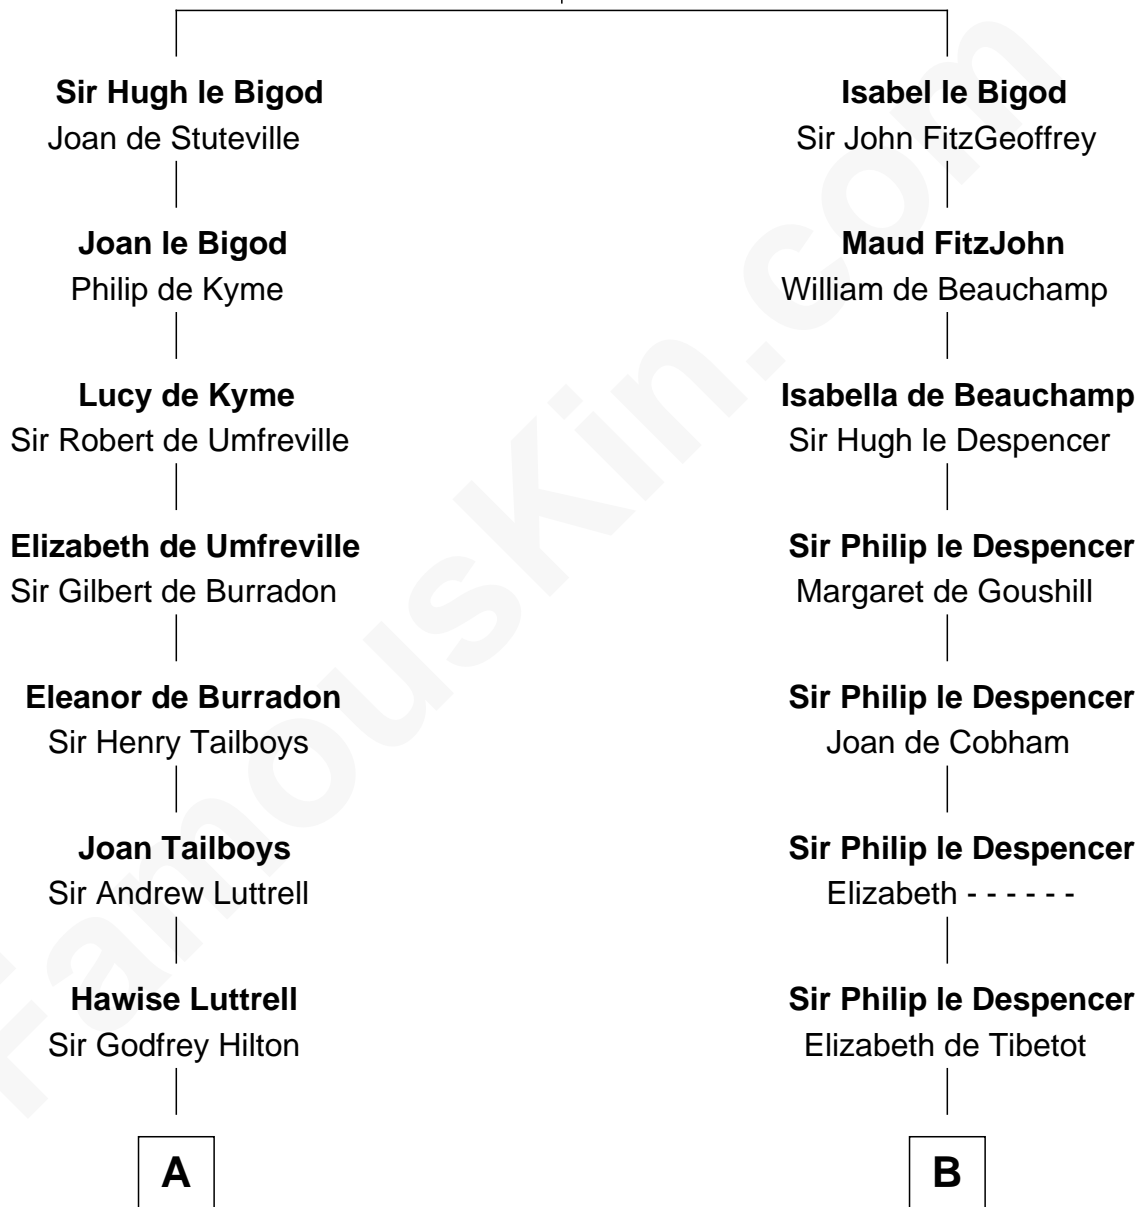 Sir Hugh le Bigod
Joan de Stuteville
Joan le Bigod
Philip de Kyme
Lucy de Kyme
Sir Robert de Umfreville
Elizabeth de Umfreville
Sir Gilbert de Burradon
Eleanor de Burradon
Sir Henry Tailboys
Joan Tailboys
Sir Andrew Luttrell
Hawise Luttrell
Sir Godfrey Hilton
A
Isabel le Bigod
Sir John FitzGeoffrey
Maud FitzJohn
William de Beauchamp
Isabella de Beauchamp
Sir Hugh le Despencer
Sir Philip le Despencer
Margaret de Goushill
Sir Philip le Despencer
Joan de Cobham
Sir Philip le Despencer
Elizabeth - - - - - -
Sir Philip le Despencer
Elizabeth de Tibetot
B
FamousKin.com